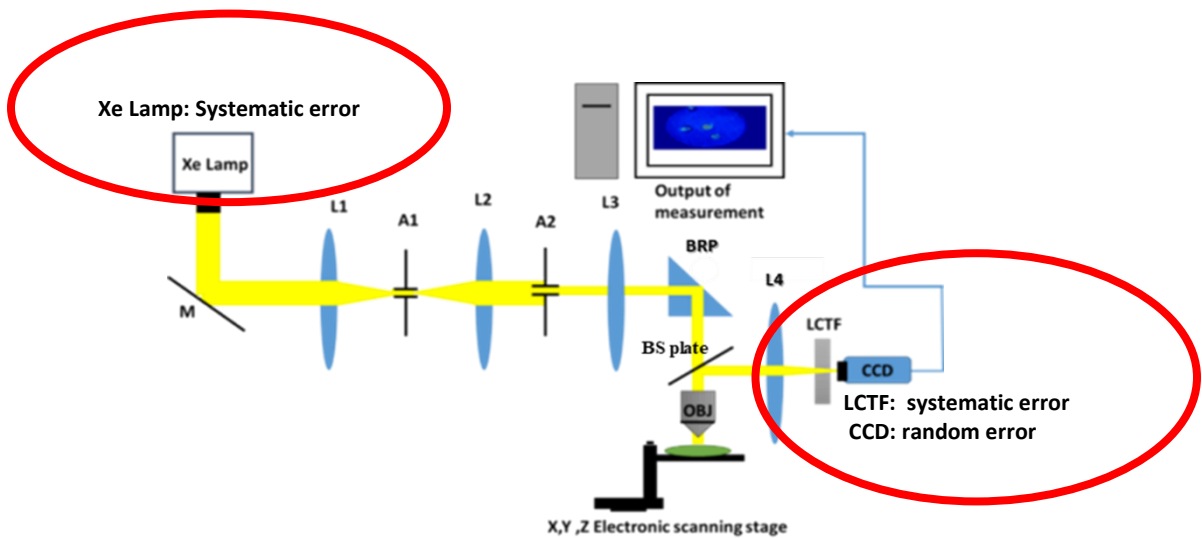 Xe Lamp: Systematic error
Xe Lamp
Output of
measurement
L1
A1
L2
A2
L3
BRP
L4
M
LCTF
BS plate
CCD
OBJ
LCTF:  systematic error
CCD: random error
X,Y ,Z Electronic scanning stage